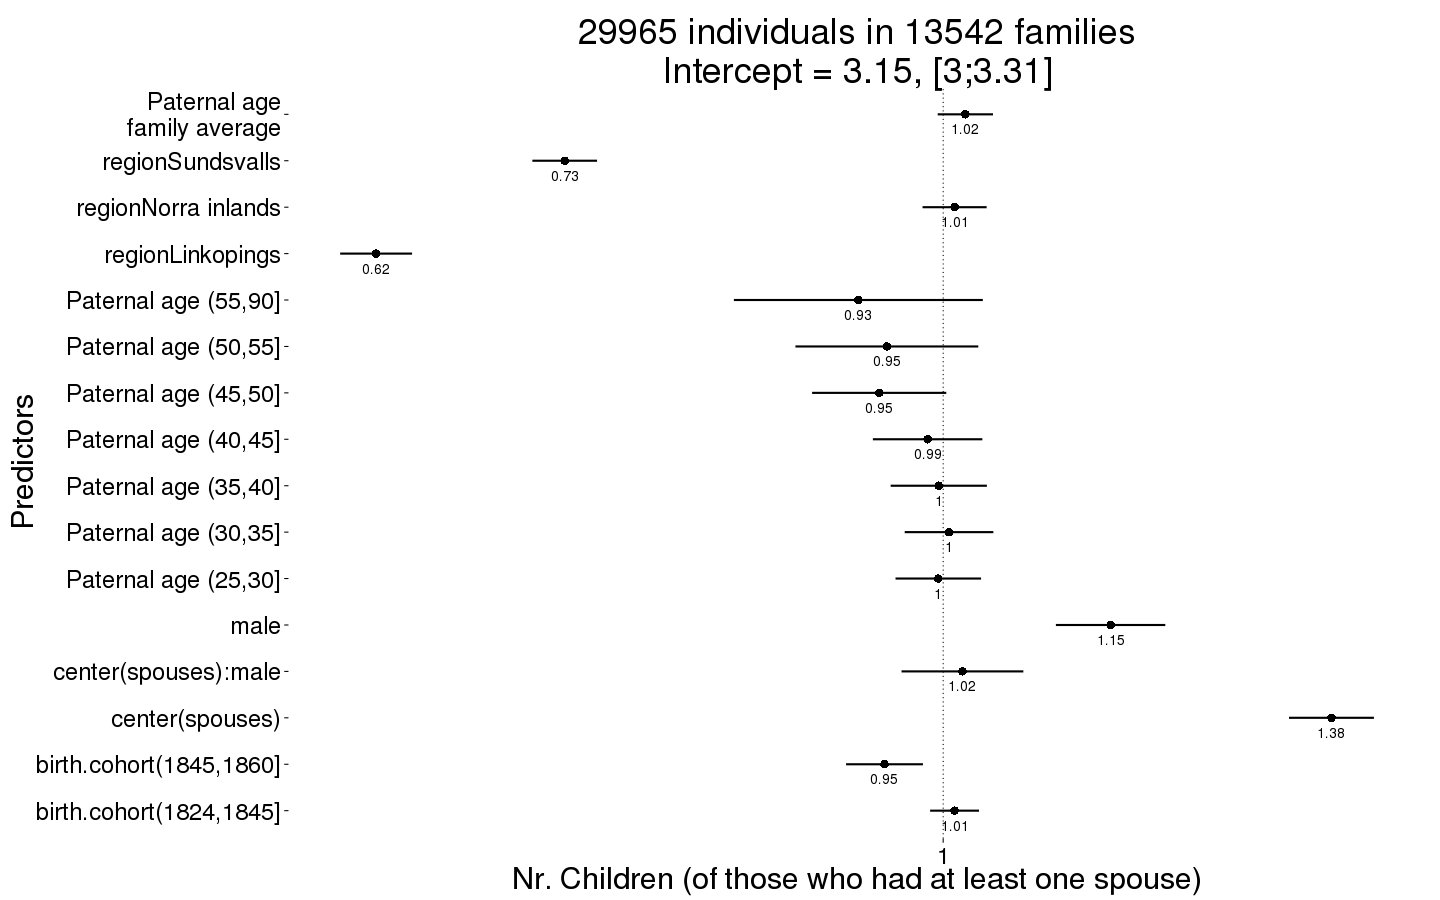 29965 individuals in 13542 families
Intercept = 3.15, [3;3.31]
Paternal age
family average
1.02
regionSundsvalls
0.73
regionNorra inlands
1.01
regionLinkopings
0.62
Paternal age (55,90]
0.93
Paternal age (50,55]
0.95
Paternal age (45,50]
0.95
Paternal age (40,45]
0.99
Paternal age (35,40]
1
Paternal age (30,35]
1
Paternal age (25,30]
1
male
1.15
center(spouses):male
1.02
center(spouses)
1.38
birth.cohort(1845,1860]
0.95
birth.cohort(1824,1845]
1.01
Predictors
1
Nr. Children (of those who had at least one spouse)